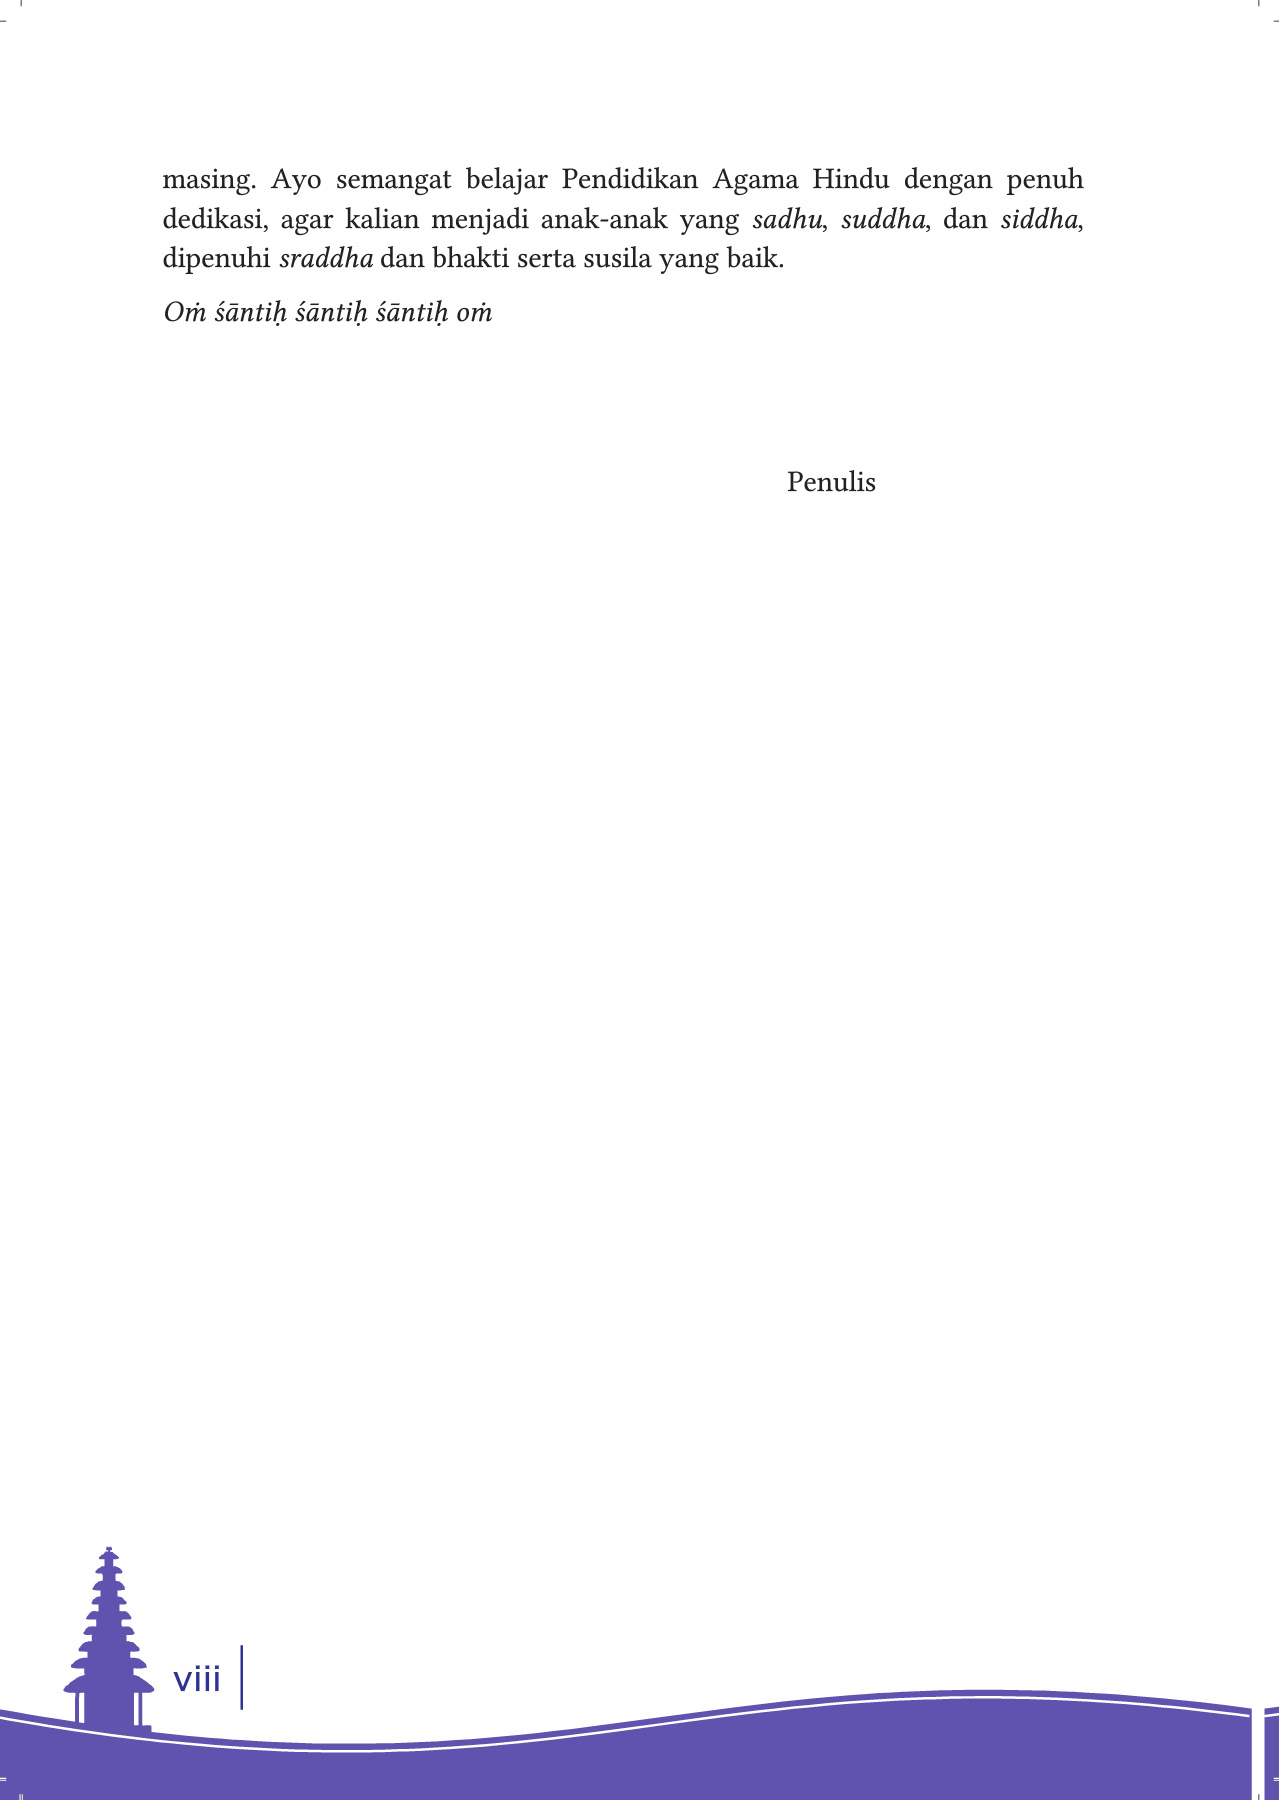 masing. Ayo semangat belajar Pendidikan Agama Hindu dengan penuh
dedikasi, agar kalian menjadi anak-anak yang sadhu, suddha, dan siddha,
dipenuhi sraddha dan bhakti serta susila yang baik.
Oṁ śāntiḥ śāntiḥ śāntiḥ oṁ
Penulis
viii